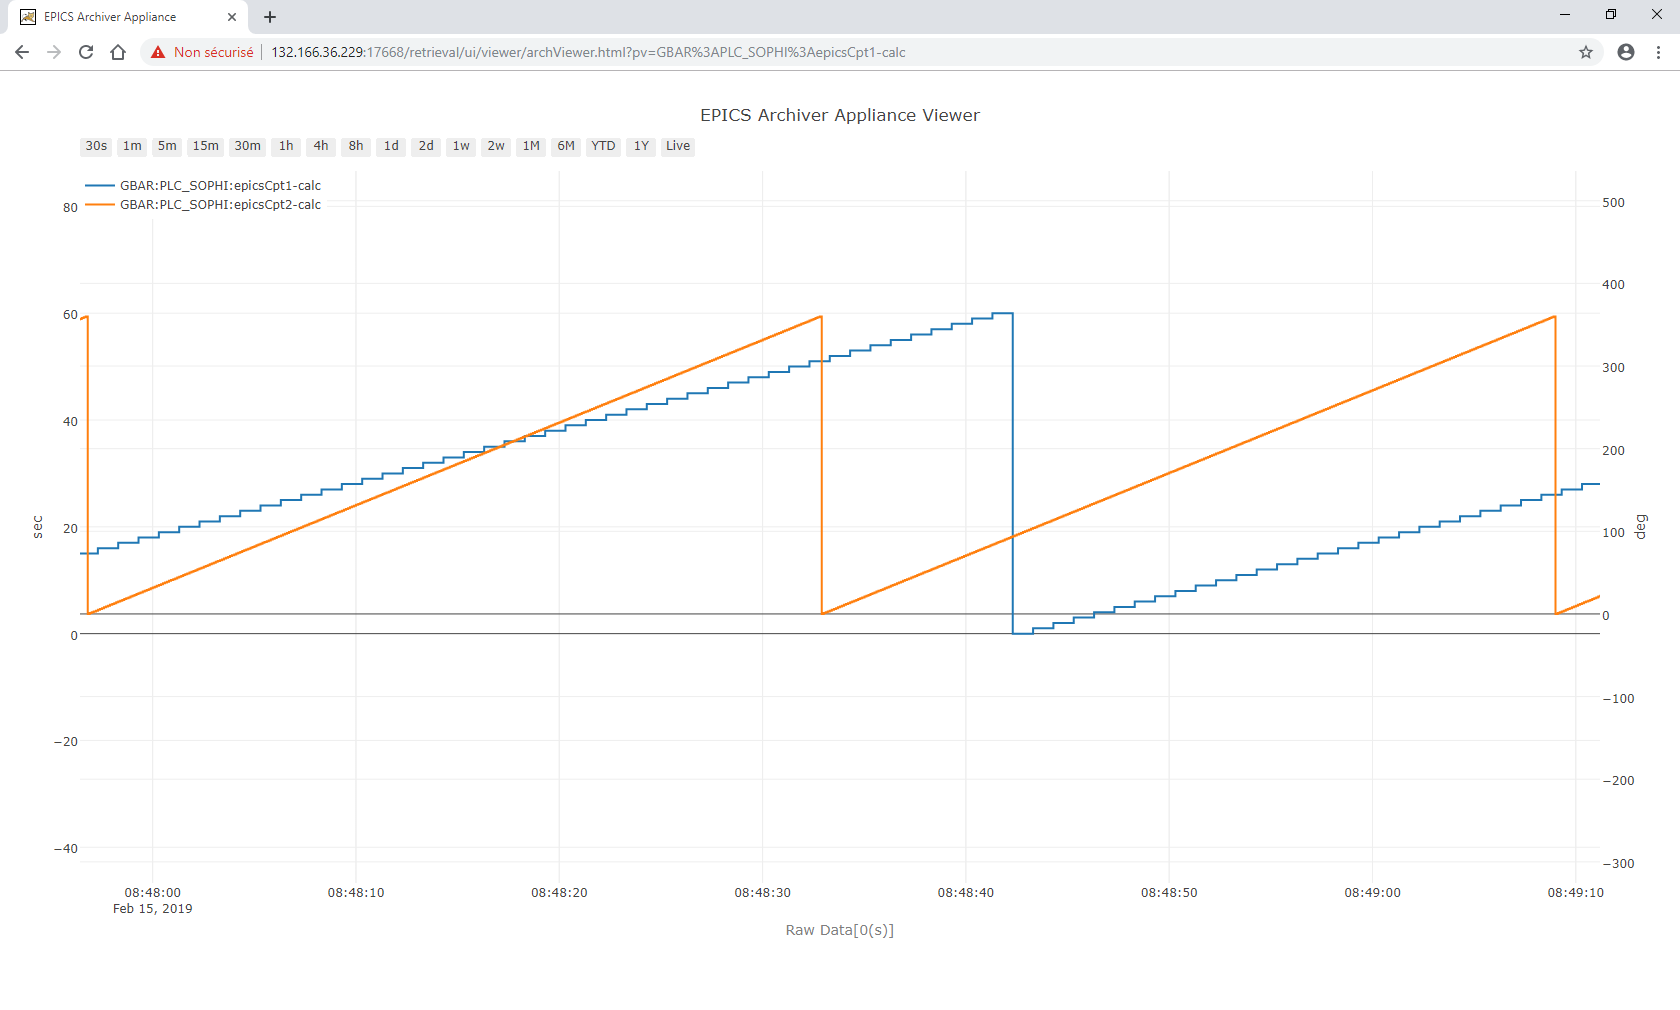 EPICS Archiver Appliance
Non sécurisé 132.166.36.229:17668/retrieval/ui/viewer/archViewer.html?pv=GBAR%3APLC_SOPHI%3AepicsCpt1-calc
EPICS Archiver Appliance Viewer
30s 1m 5m 15m 30m 1h 4h 8h 1d 2d 1w 2w 1M 6M YTD 1Y Live
GBAR:PLC_SOPHI:epicsCpt1-calc
GBAR:PLC_SOPHI:epicsCpt2-calc
80
60
40
20
0
−20
−40
sec
500
400
300
200
100
0
−100
−200
−300
deg
08:48:00 08:48:10 08:48:20 08:48:30 08:48:40 08:48:50 08:49:00 08:49:10
Feb 15, 2019
Raw Data[0(s)]